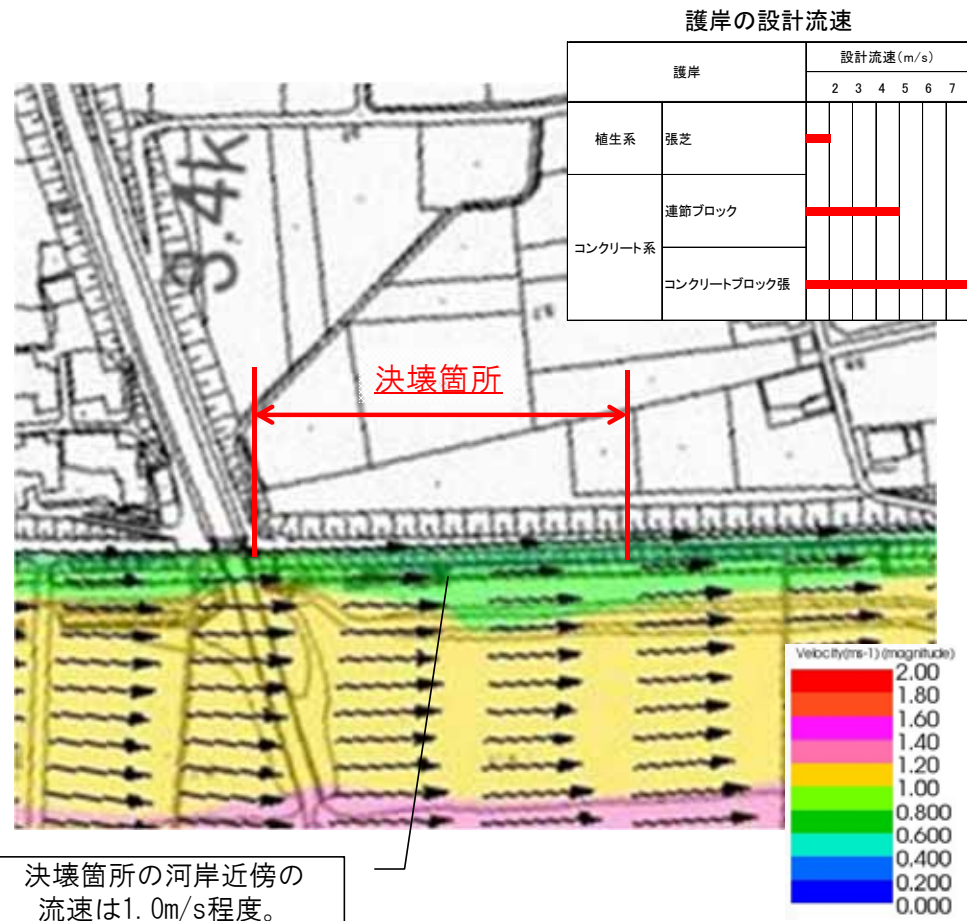 護岸の設計流速
護岸
設計流速(m/s)
2 3 4 5 6 7
植生系
張芝
コンクリート系
連節ブロック
コンクリートブロック張
決壊箇所
Velocity(ms-1)(magnitude)
2.00
1.80
1.60
1.40
1.20
1.00
0.800
0.600
0.400
0.200
0.000
決壊箇所の河岸近傍の
流速は1.0m/s程度。